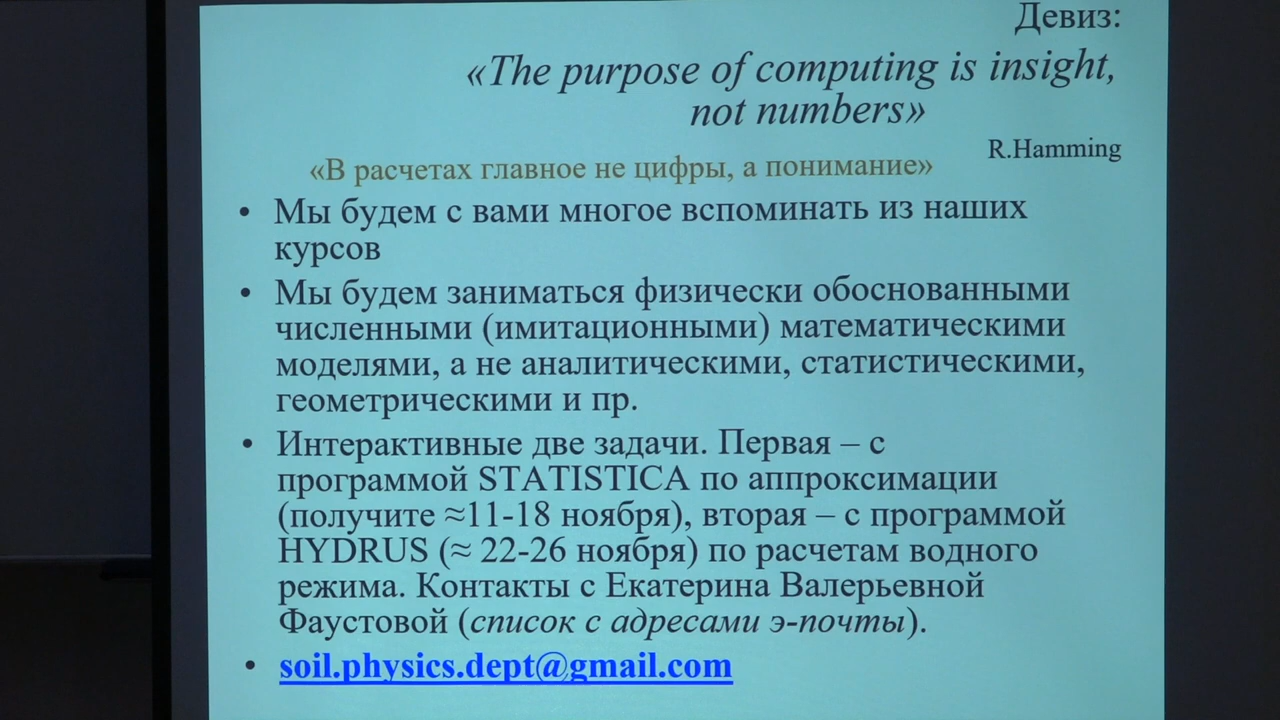 Девиз:
«The purpose of computing is insight,
not numbers»
R.Hamming
«В расчетах главное не цифры, а понимание»
• Мы будем с вами многое вспоминать из наших
курсов
• Мы будем заниматься физически обоснованными
численными (имитационными) математическими
моделями, а не аналитическими, статистическими,
геометрическими и пр.
• Интерактивные две задачи. Первая – с
программой STATISTICA по аппроксимации
(получите ≈11-18 ноября), вторая – с программой
HYDRUS (≈ 22-26 ноября) по расчетам водного
режима. Контакты с Екатерина Валерьевной
Фаустовой (список с адресами э-почты).
• soil.physics.dept@gmail.com